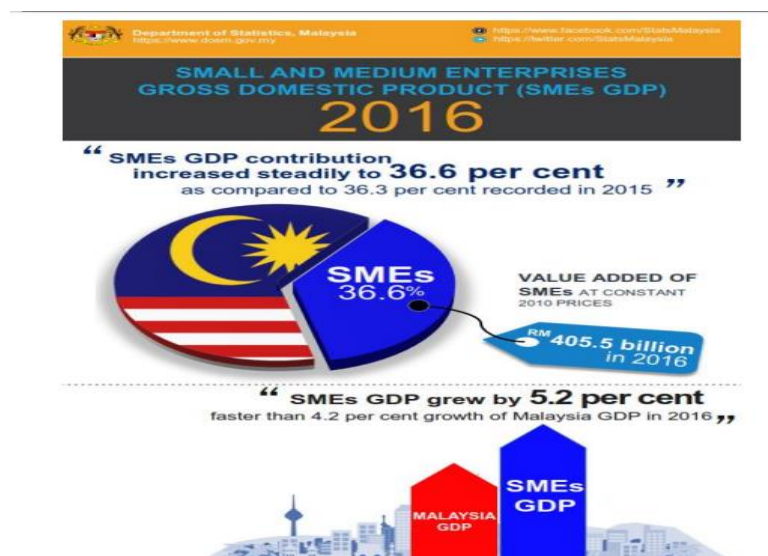 Department of Statistics, Malaysia
https://www.dosm.gov.my
https://www.facebook.com/StatsMalaysia
https://twitter.com/StatsMalaysia
SMALL AND MEDIUM ENTERPRISES
GROSS DOMESTIC PRODUCT (SMEs GDP)
2016
“ SMEs GDP contribution
increased steadily to 36.6 per cent
as compared to 36.3 per cent recorded in 2015 ”
SMEs
36.6%
VALUE ADDED OF
SMEs AT CONSTANT
2010 PRICES
RM 405.5 billion
in 2016
“ SMEs GDP grew by 5.2 per cent
faster than 4.2 per cent growth of Malaysia GDP in 2016 ”
MALAYSIA
GDP
SMEs
GDP